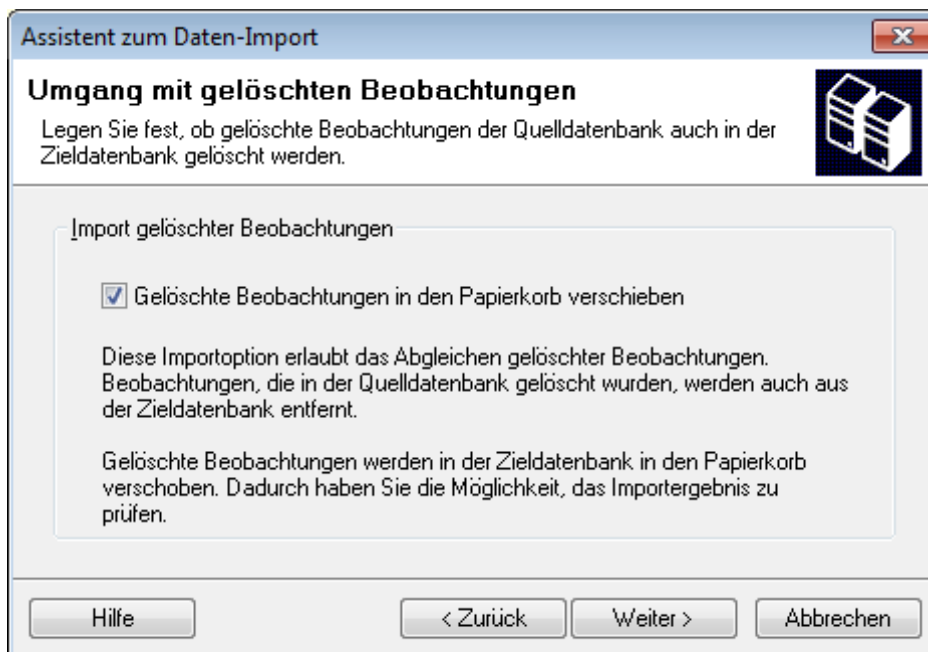 Assistent zum Daten-Import
Umgang mit gelöschten Beobachtungen
Legen Sie fest, ob gelöschte Beobachtungen der Quelldatenbank auch in der
Zieldatenbank gelöscht werden.
Import gelöschter Beobachtungen
Gelöschte Beobachtungen in den Papierkorb verschieben
Diese Importoption erlaubt das Abgleichen gelöschter Beobachtungen.
Beobachtungen, die in der Quelldatenbank gelöscht wurden, werden auch aus
der Zieldatenbank entfernt.
Gelöschte Beobachtungen werden in der Zieldatenbank in den Papierkorb
verschoben. Dadurch haben Sie die Möglichkeit, das Importergebnis zu
prüfen.
Hilfe < Zurück Weiter > Abbrechen